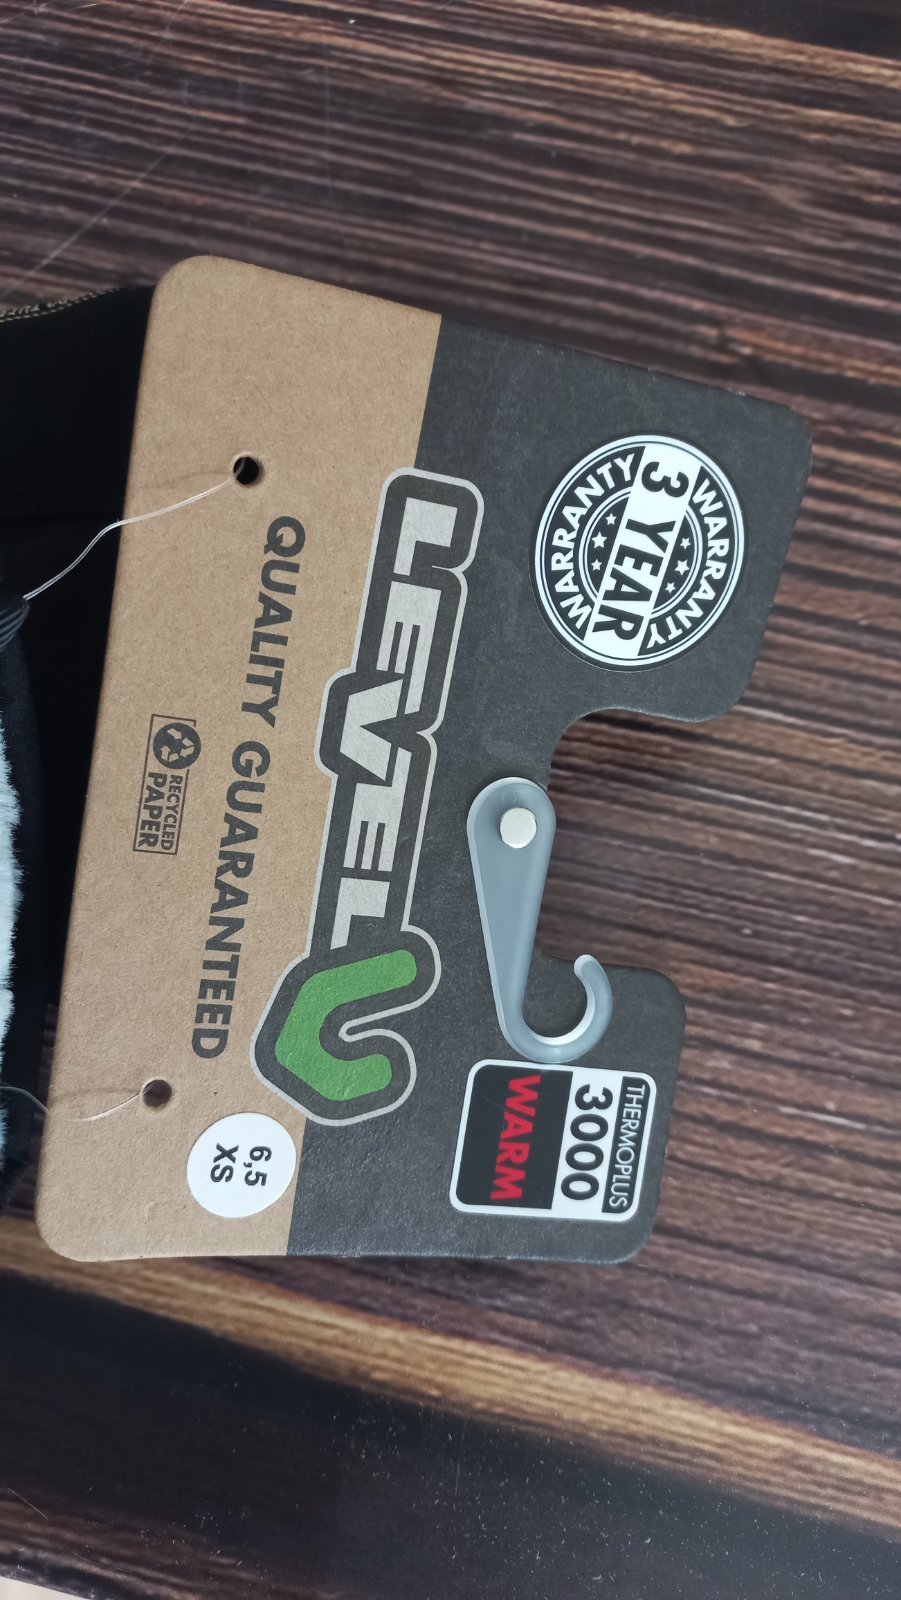 WARRANTY
3 YEAR
WARRANTY
THERMOPLUS
3000
WARM
LEVEL
QUALITY GUARANTEED
RECYCLED
PAPER
6,5
XS